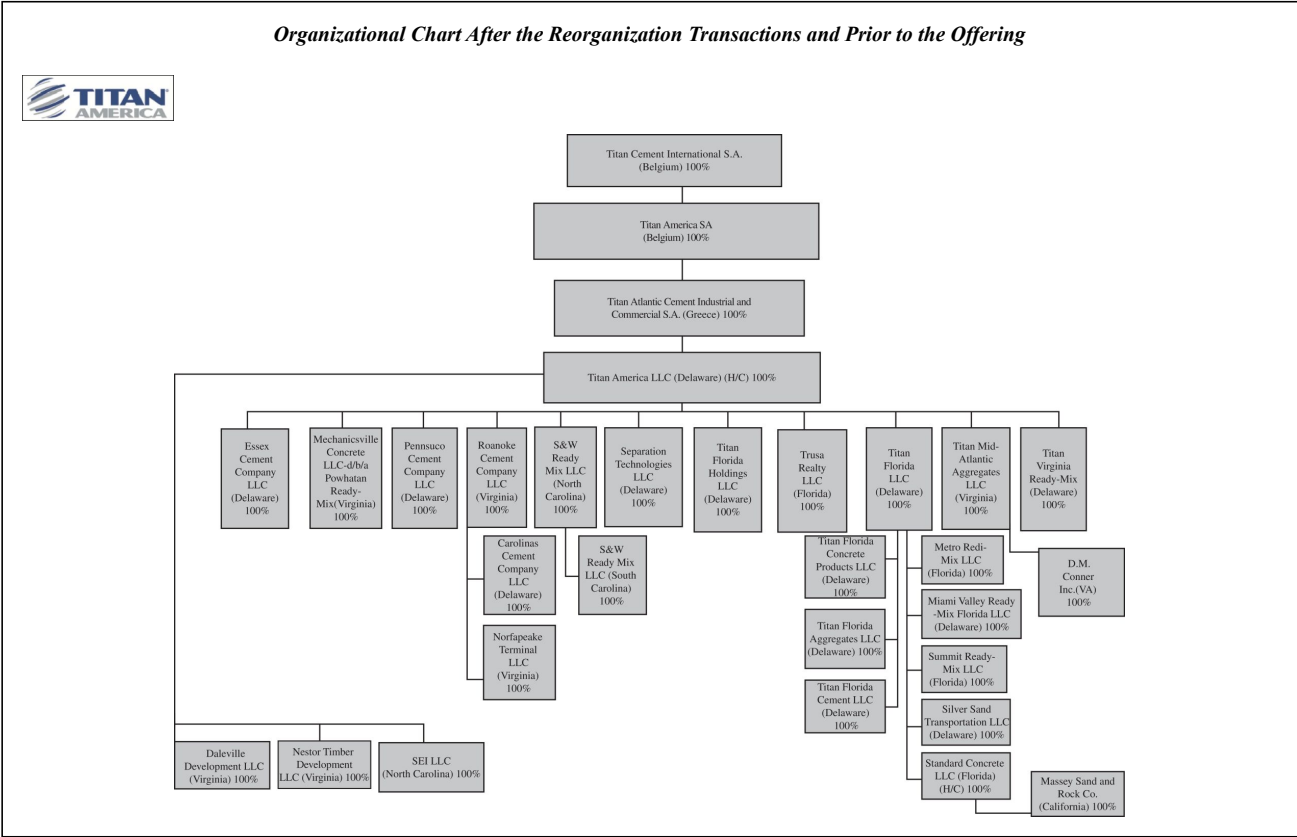 Organizational Chart After the Reorganization Transactions and Prior to the Offering
TITAN
AMERICA
Titan Cement International S.A.
(Belgium) 100%
Titan America SA
(Belgium) 100%
Titan Atlantic Cement Industrial and
Commercial S.A. (Greece) 100%
Titan America LLC (Delaware) (H/C) 100%
Essex
Cement
Company
LLC
(Delaware)
100%
Mechanicsville
Concrete
LLC-d/b/a
Powhatan
Ready-
Mix(Virginia)
100%
Pennsuco
Cement
Company
LLC
(Delaware)
100%
Roanoke
Cement
Company
LLC
(Virginia)
100%
S&W
Ready
Mix LLC
(North
Carolina)
100%
Separation
Technologies
LLC
(Delaware)
100%
Titan
Florida
Holdings
LLC
(Delaware)
100%
Trusa
Realty
LLC
(Florida)
100%
Titan
Florida
LLC
(Delaware)
100%
Titan Mid-
Atlantic
Aggregates
LLC
(Virginia)
100%
Titan
Virginia
Ready-Mix
(Delaware)
100%
Carolinas
Cement
Company
LLC
(Delaware)
100%
S&W
Ready Mix
LLC (South
Carolina)
100%
Titan Florida
Concrete
Products LLC
(Delaware)
100%
Metro Redi-
Mix LLC
(Florida) 100%
D.M.
Conner
Inc.(VA)
100%
Miami Valley Ready
-Mix Florida LLC
(Delaware) 100%
Norfapeake
Terminal
LLC
(Virginia)
100%
Titan Florida
Aggregates LLC
(Delaware) 100%
Summit Ready-
Mix LLC
(Florida) 100%
Titan Florida
Cement LLC
(Delaware)
100%
Silver Sand
Transportation LLC
(Delaware) 100%
Daleville
Development LLC
(Virginia) 100%
Nestor Timber
Development
LLC (Virginia) 100%
SEI LLC
(North Carolina) 100%
Standard Concrete
LLC (Florida)
(H/C) 100%
Massey Sand and
Rock Co.
(California) 100%